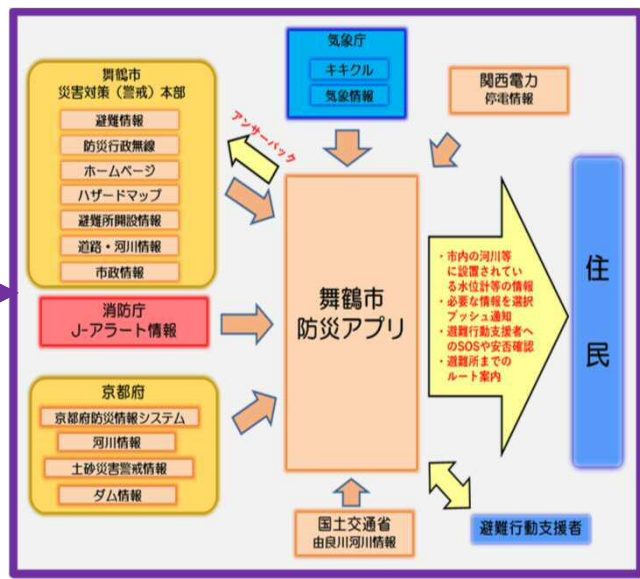 舞鶴市
災害対策（警戒）本部
避難情報
防災行政無線
ホームページ
ハザードマップ
避難所開設情報
道路・河川情報
市政情報
消防庁
J-アラート情報
京都府
京都府防災情報システム
河川情報
土砂災害警戒情報
ダム情報
アンサーバック
気象庁
キキクル
気象情報
関西電力
停電情報
舞鶴市
防災アプリ
国土交通省
由良川河川情報
・市内の河川等
に設置されてい
る水位計等の情報
・必要な情報を選択
プッシュ通知
・避難行動支援者へ
のSOSや安否確認
・避難所までの
ルート案内
住民
避難行動支援者